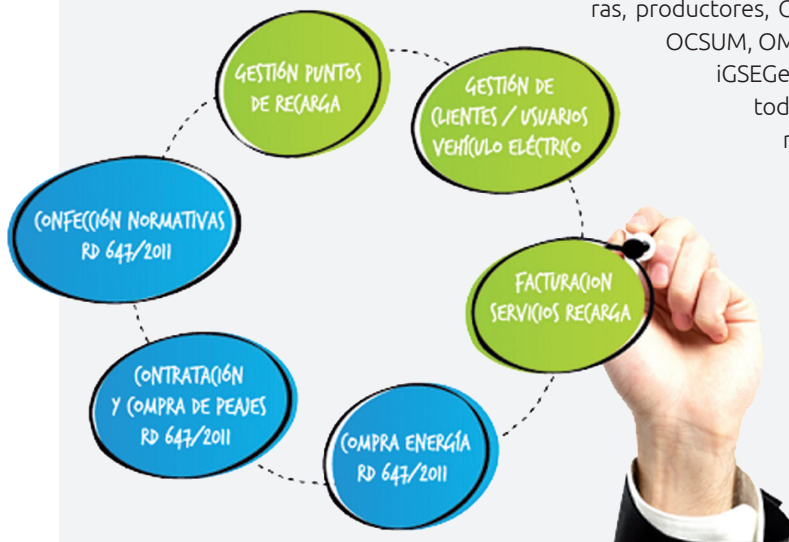 ras, productores, C
OCSUM, OM
iGSEGe
tod
GESTIÓN PUNTOS
DE RECARGA
GESTIÓN DE
CLIENTES / USUARIOS
VEHÍCULO ELÉCTRICO
CONFECCIÓN NORMATIVAS
RD 647/2011
FACTURACION
SERVICIOS RECARGA
CONTRATACIÓN
Y COMPRA DE PEAJES
RD 647/2011
COMPRA ENERGÍA
RD 647/2011